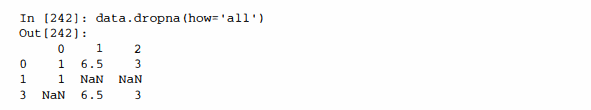 In [242]: data.dropna(how='all')
Out[242]:
0 1 2
0 1 6.5 3
1 1 NaN NaN
3 NaN 6.5 3